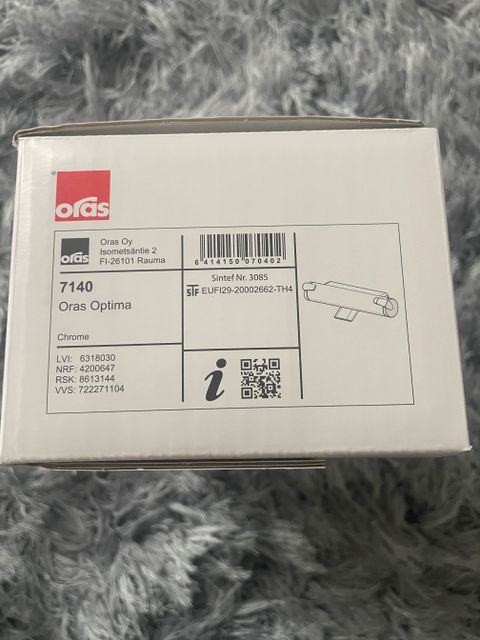 oras
oras
Oras Oy
Isometsäntie 2
FI-26101 Rauma
7140
Oras Optima
Chrome
LVI: 6318030
NRF: 4200647
RSK: 8613144
VVS: 722271104
6 414150 070402
Sintef Nr. 3085
STF EUFI29-20002662-TH4
i